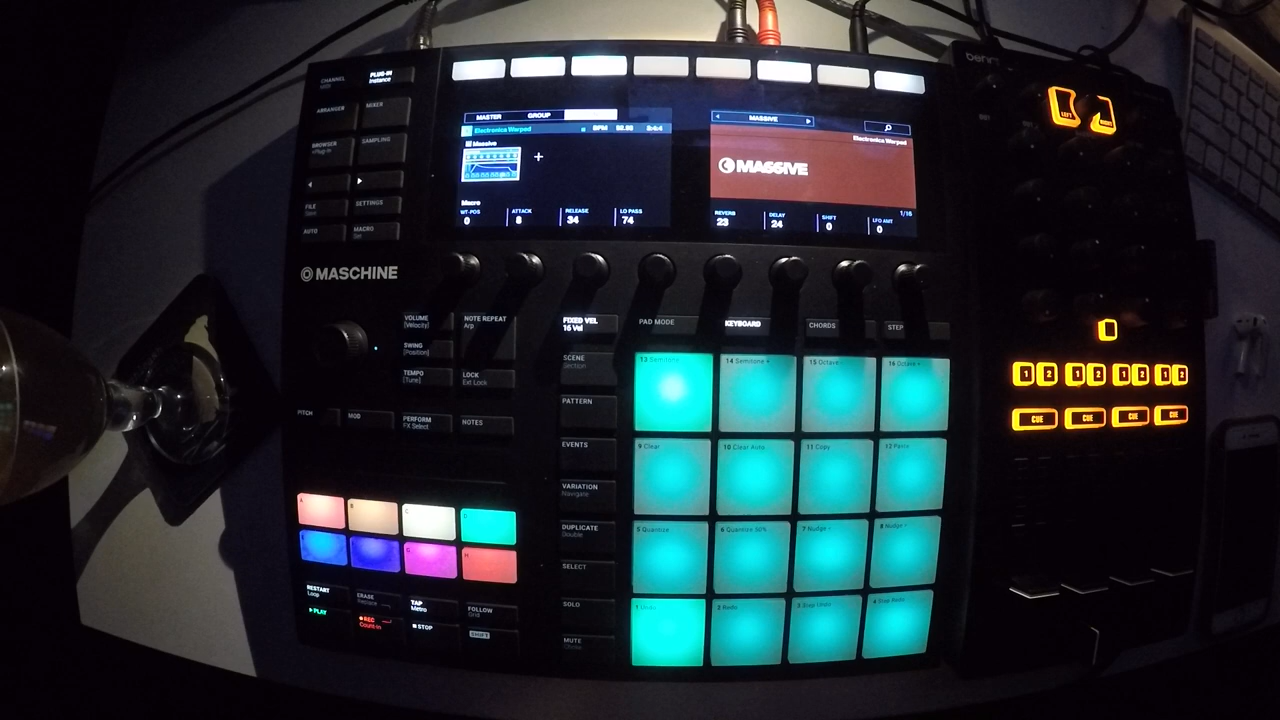 CHANNEL
MIDI
PLUG-IN
Instance
ARRANGER
MIXER
BROWSER
+Plug-in
SAMPLING
FILE
Save
SETTINGS
AUTO
MACRO
Set
MASCHINE
MASTER
GROUP
Electronica Warped
BPM
Massive
Macro
WT-POS
0
ATTACK
8
RELEASE
34
LO PASS
74
MASSIVE
Electronica Warped
MASSIVE
1/16
REVERB
23
DELAY
24
SHIFT
0
LFO AMT
0
VOLUME
[Velocity]
SWING
[Position]
TEMPO
[Tune]
NOTE REPEAT
Arp
LOCK
Ext Lock
PITCH
MOD
PERFORM
FX Select
NOTES
FIXED VEL
16 Vel
PAD MODE
KEYBOARD
CHORDS
STEP
SCENE
Section
PATTERN
EVENTS
VARIATION
Navigate
DUPLICATE
Double
SELECT
SOLO
MUTE
Choke
13 Semitone -
14 Semitone +
15 Octave -
16 Octave +
9 Clear
10 Clear Auto
11 Copy
12 Paste
5 Quantize
6 Quantize 50%
7 Nudge -
8 Nudge +
1 Undo
2 Redo
3 Step Undo
4 Step Redo
A
B
C
D
G
H
RESTART
Loop
ERASE
Replace
TAP
Metro
FOLLOW
Grid
PLAY
REC
Count-in
STOP
SHIFT
LEFT
1 2 1 2 1 2 1 2
CUE CUE CUE CUE